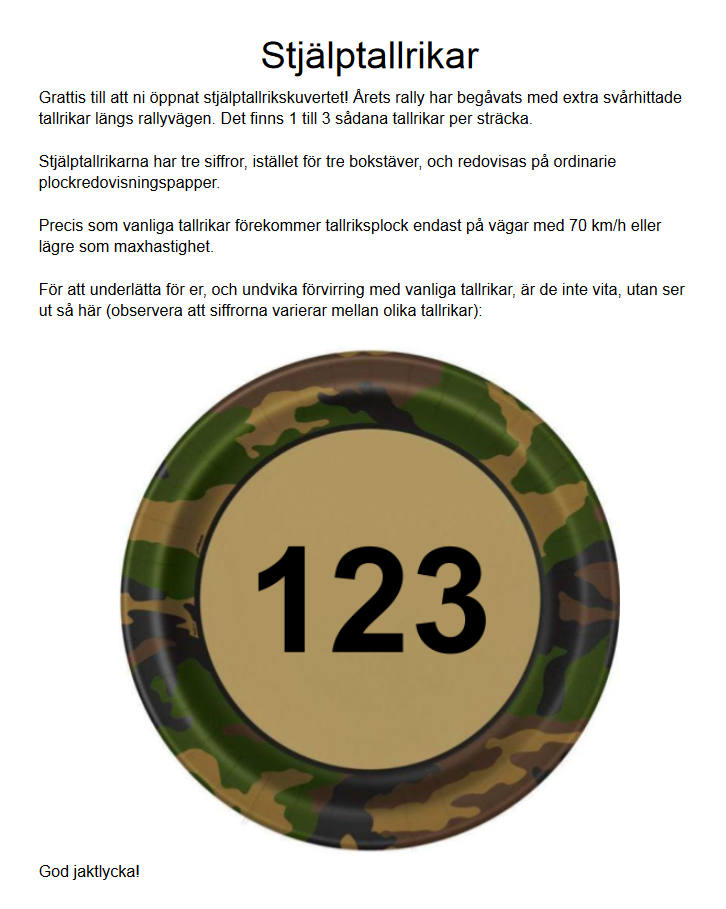 Stjälptallrikar
Grattis till att ni öppnat stjälptallrikskuvertet! Årets rally har begåvats med extra svårhittade
tallrikar längs rallyvägen. Det finns 1 till 3 sådana tallrikar per sträcka.
Stjälptallrikarna har tre siffror, istället för tre bokstäver, och redovisas på ordinarie
plockredovisningspapper.
Precis som vanliga tallrikar förekommer tallriksplock endast på vägar med 70 km/h eller
lägre som maxhastighet.
För att underlätta för er, och undvika förvirring med vanliga tallrikar, är de inte vita, utan ser
ut så här (observera att siffrorna varierar mellan olika tallrikar):
123
God jaktlycka!